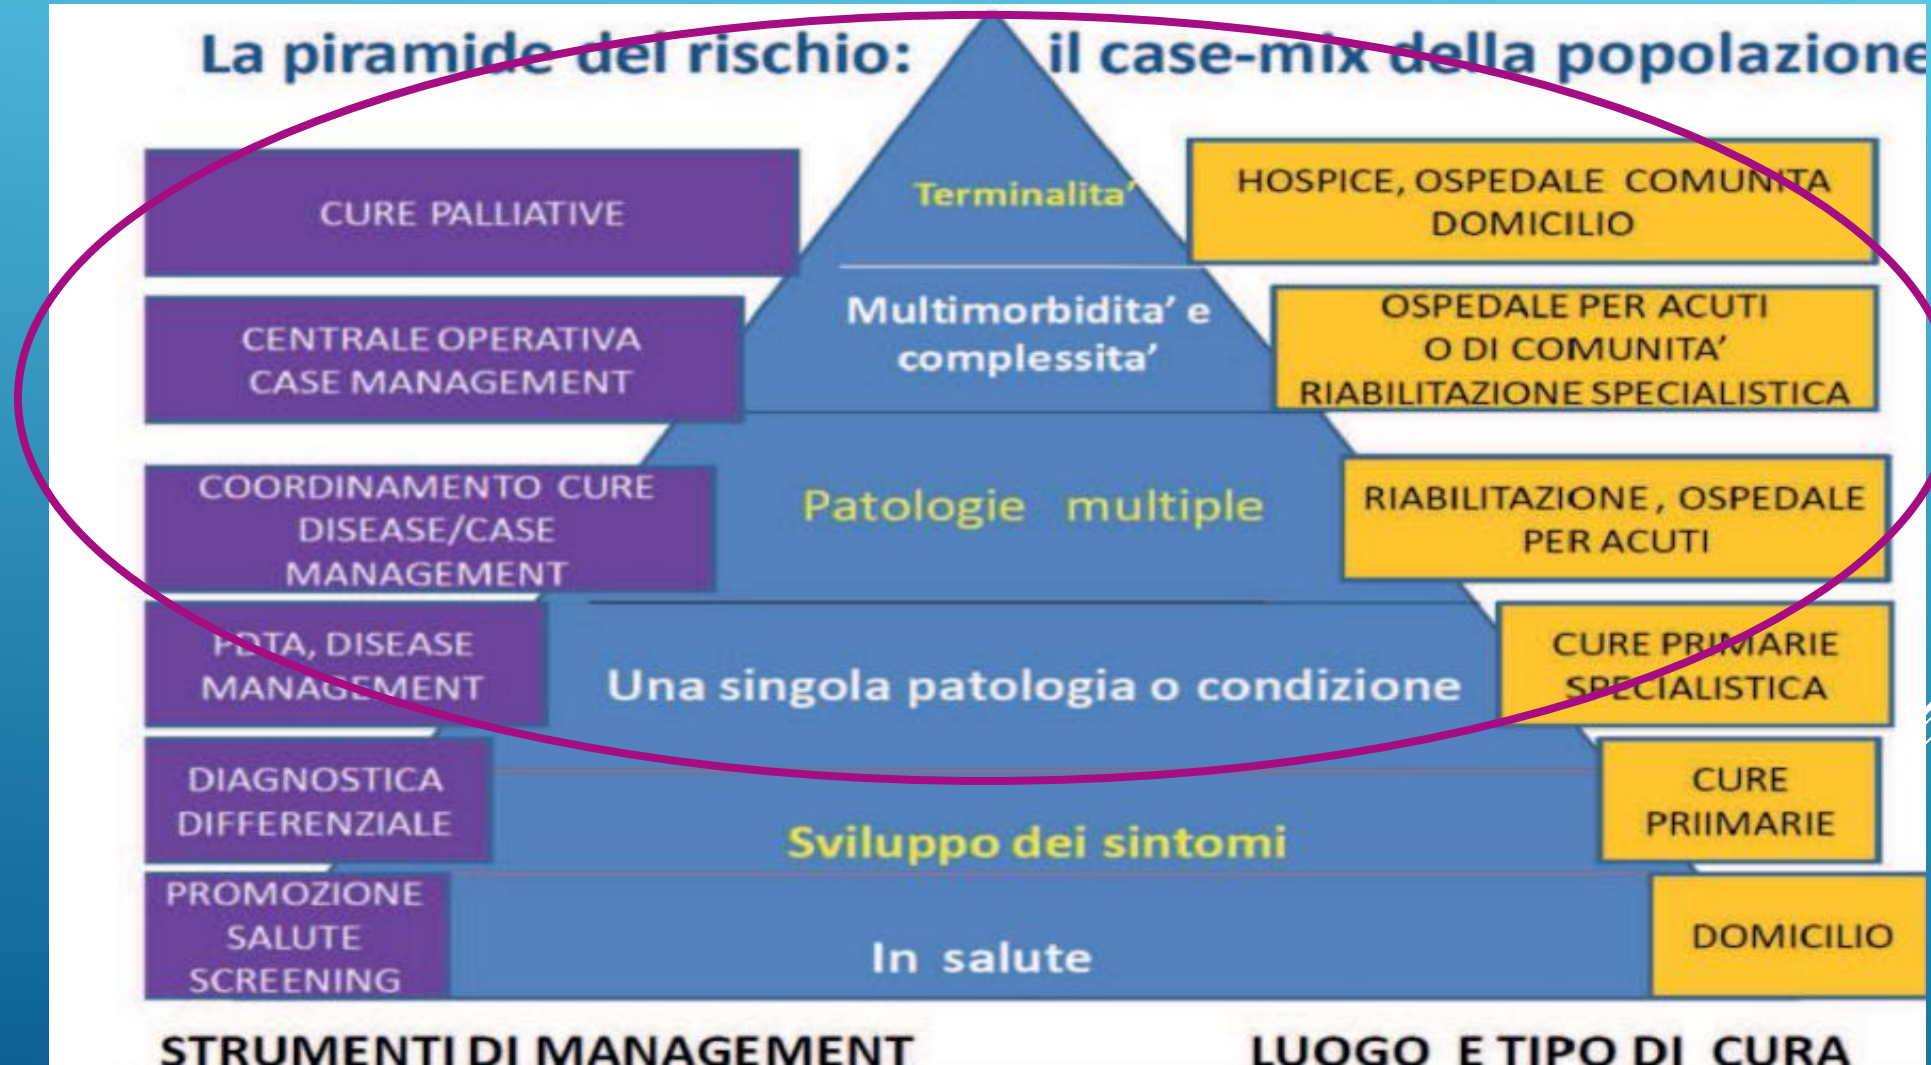 La piramide del rischio: il case-mix della popolazione
CURE PALLIATIVE
Terminalita’
HOSPICE, OSPEDALE COMUNITA
DOMICILIO
CENTRALE OPERATIVA
CASE MANAGEMENT
Multimorbidita’ e
complessita’
OSPEDALE PER ACUTI
O DI COMUNITA’
RIABILITAZIONE SPECIALISTICA
COORDINAMENTO CURE
DISEASE/CASE
MANAGEMENT
Patologie multiple
RIABILITAZIONE, OSPEDALE
PER ACUTI
PDTA, DISEASE
MANAGEMENT
Una singola patologia o condizione
CURE PRIMARIE
SPECIALISTICA
DIAGNOSTICA
DIFFERENZIALE
Sviluppo dei sintomi
CURE
PRIIMARIE
PROMOZIONE
SALUTE
SCREENING
In salute
DOMICILIO
STRUMENTI DI MANAGEMENT
LUOGO E TIPO DI CURA